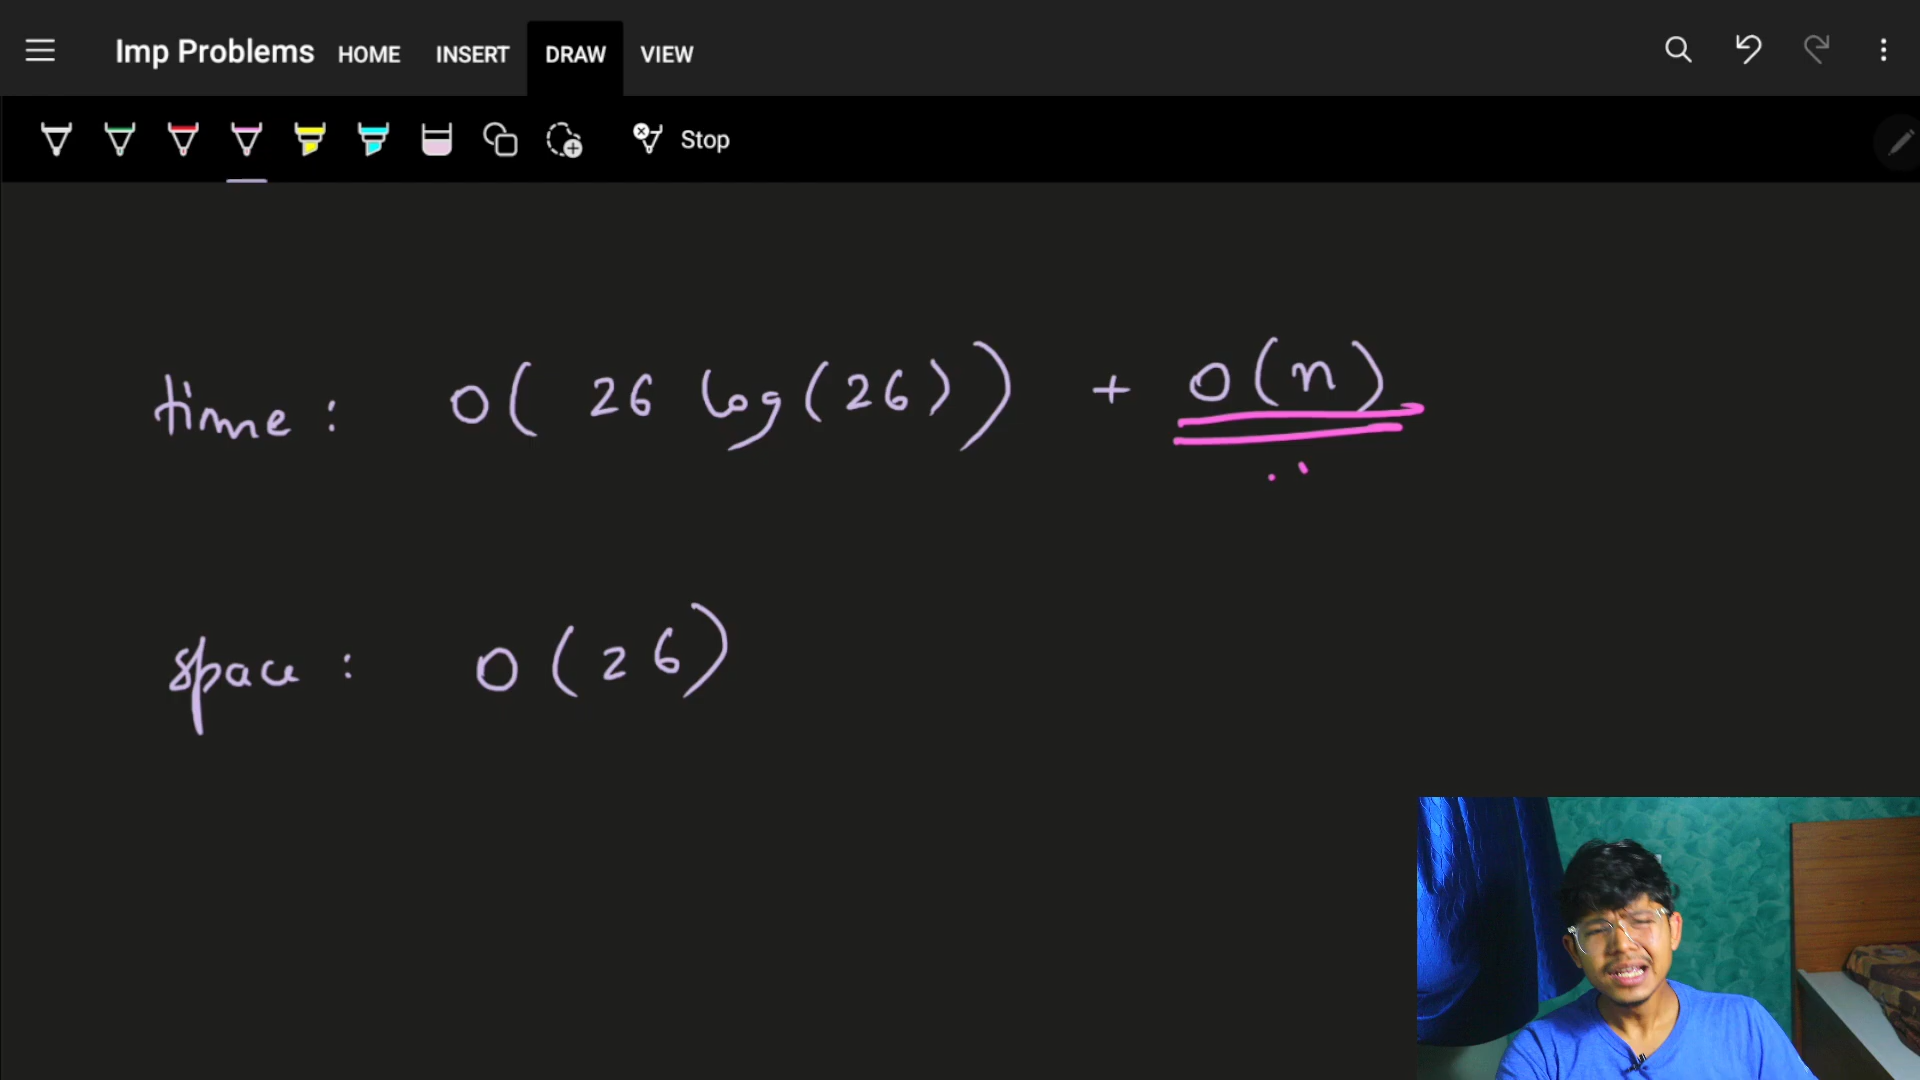 Imp Problems HOME INSERT DRAW VIEW
Stop
time : O( 26 log(26) ) + O(n)
space : O(26)